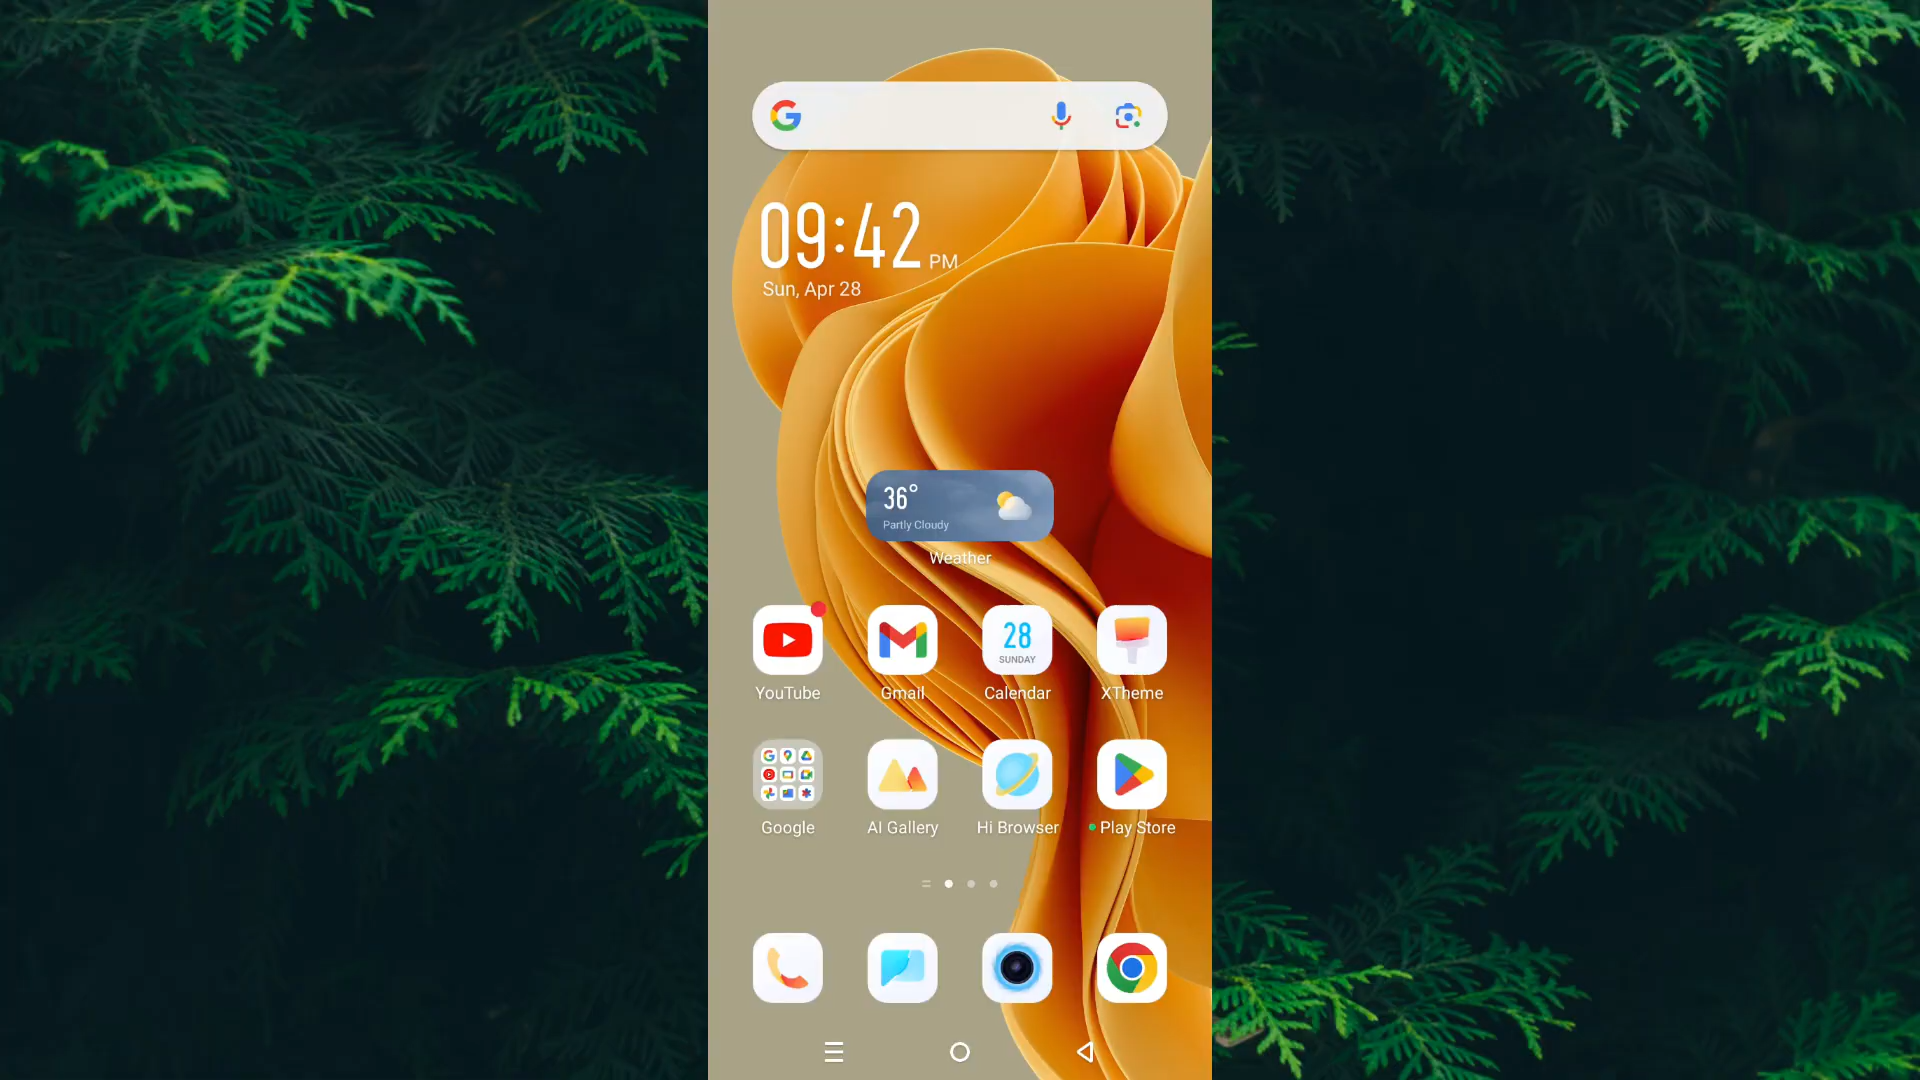 09:42 PM
Sun, Apr 28
36°
Partly Cloudy
Weather
28
SUNDAY
YouTube
Gmail
Calendar
XTheme
Google
AI Gallery
Hi Browser
Play Store